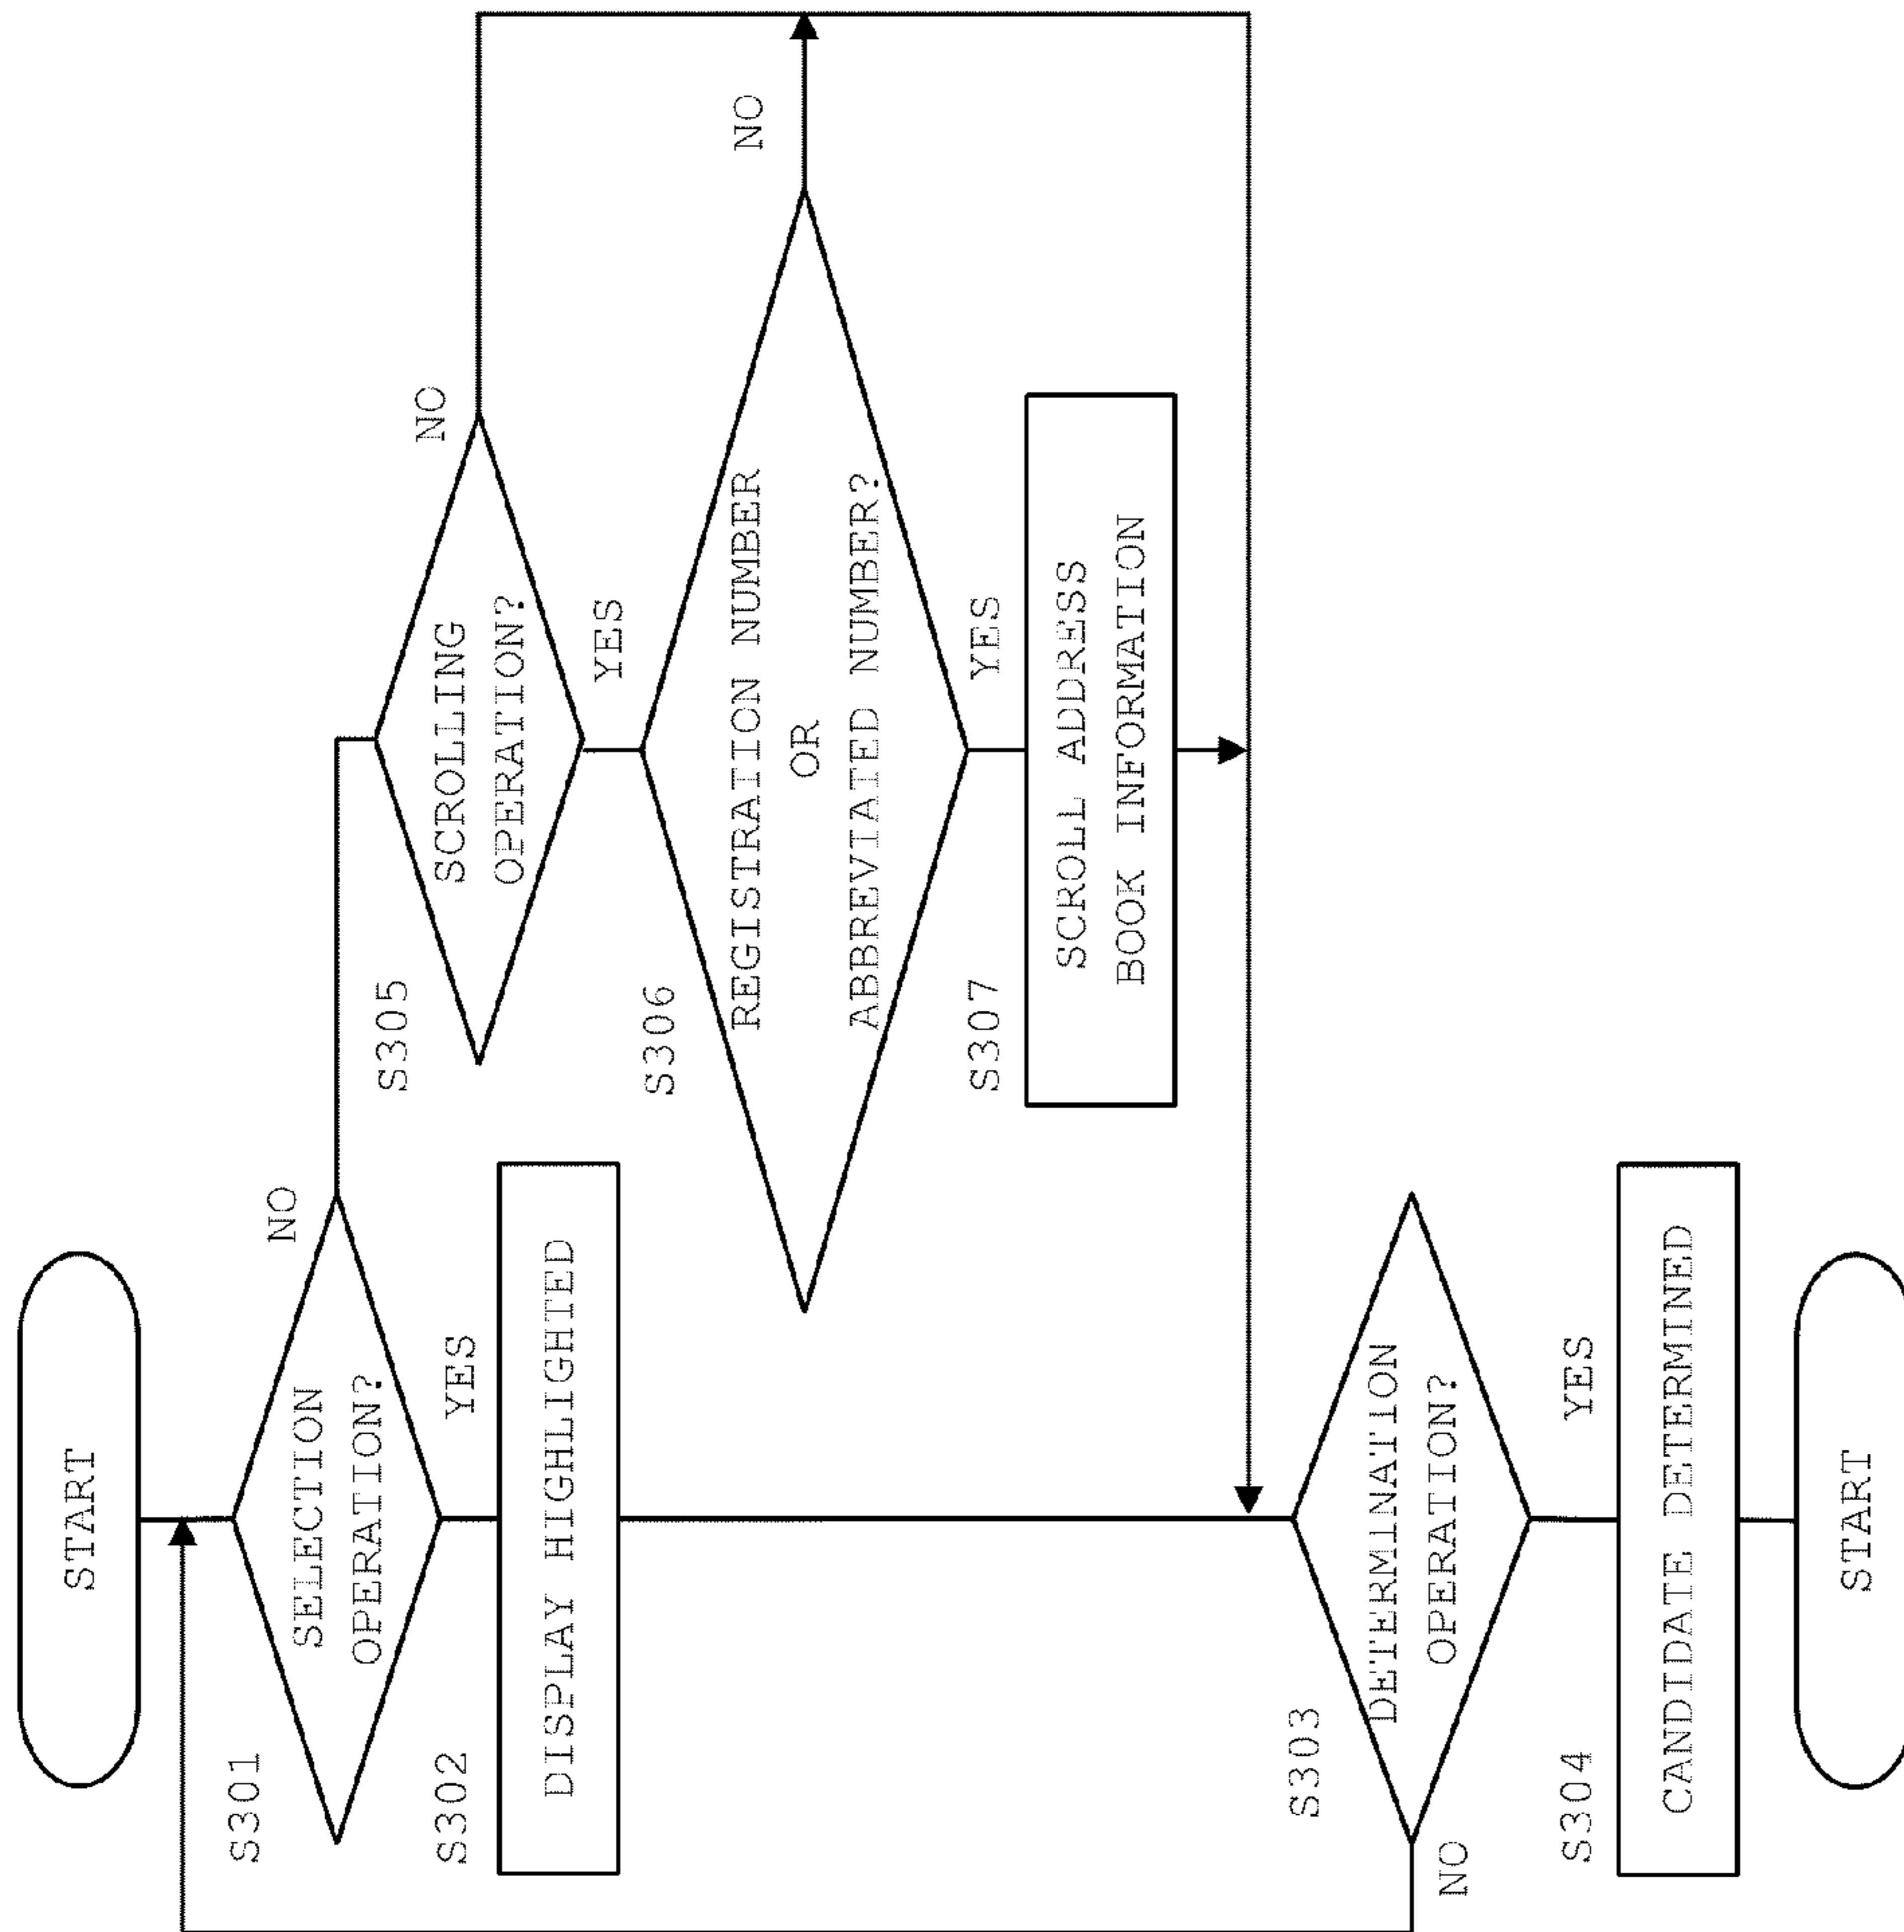 START
S301
SELECTION
OPERATION?
NO
YES
S302
DISPLAY HIGHLIGHTED
S305
SCROLLING
OPERATION?
NO
YES
S306
REGISTRATION NUMBER
OR
ABBREVIATED NUMBER?
NO
YES
S307
SCROLL ADDRESS
BOOK INFORMATION
S303
DETERMINATION
OPERATION?
NO
YES
S304
CANDIDATE DETERMINED
START